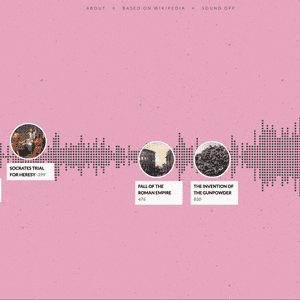 ABOUT × BASED ON WIKIPEDIA × SOUND OFF
SOCRATES TRIAL
FOR HERESY -399
FALL OF THE
ROMAN EMPIRE
476
THE INVENTION OF
THE GUNPOWDER
850